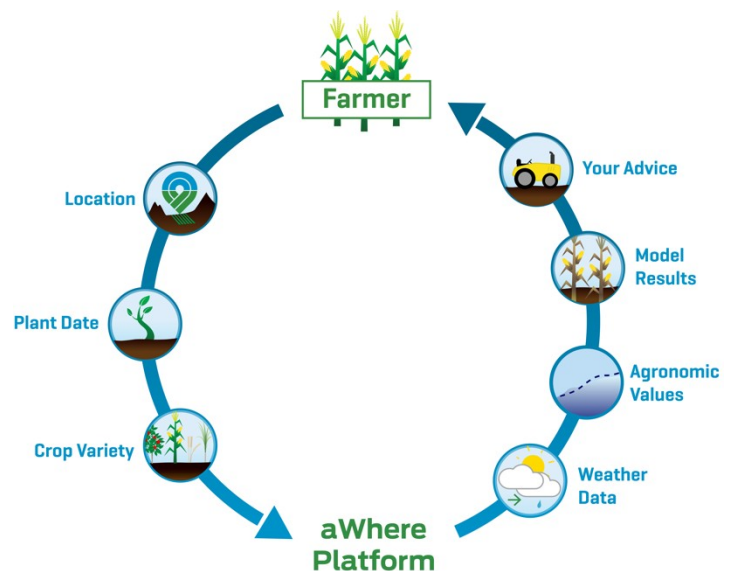 Farmer
Location
Plant Date
Crop Variety
aWhere
Platform
Weather
Data
Agronomic
Values
Model
Results
Your Advice